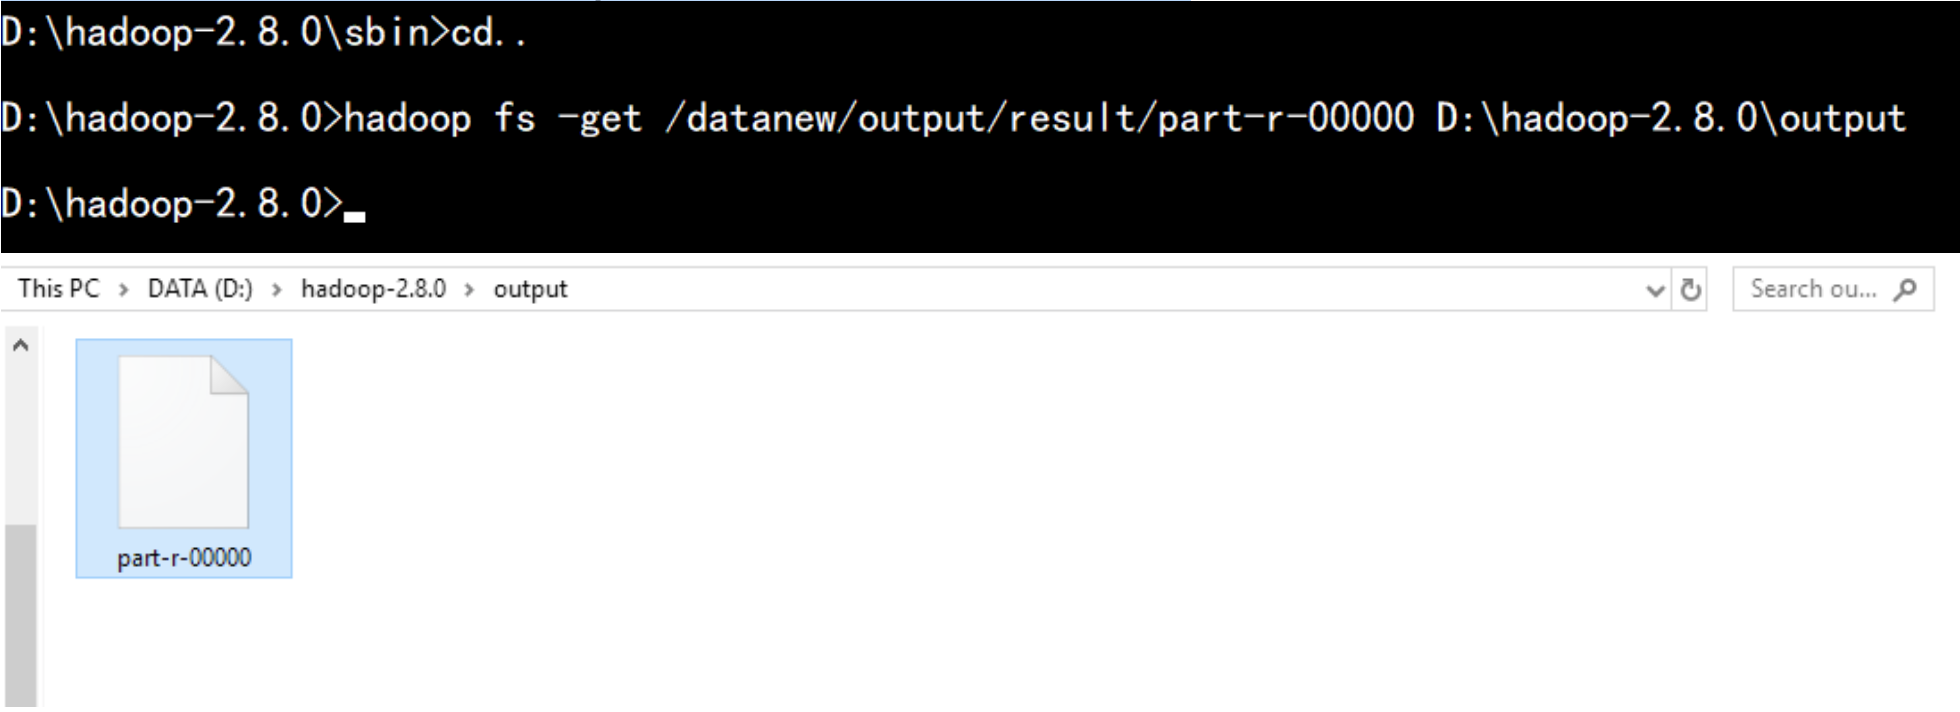 D:\hadoop-2.8.0\sbin>cd..
D:\hadoop-2.8.0>hadoop fs -get /datanew/output/result/part-r-00000 D:\hadoop-2.8.0\output
D:\hadoop-2.8.0>
This PC > DATA (D:) > hadoop-2.8.0 > output
Search ou...
part-r-00000